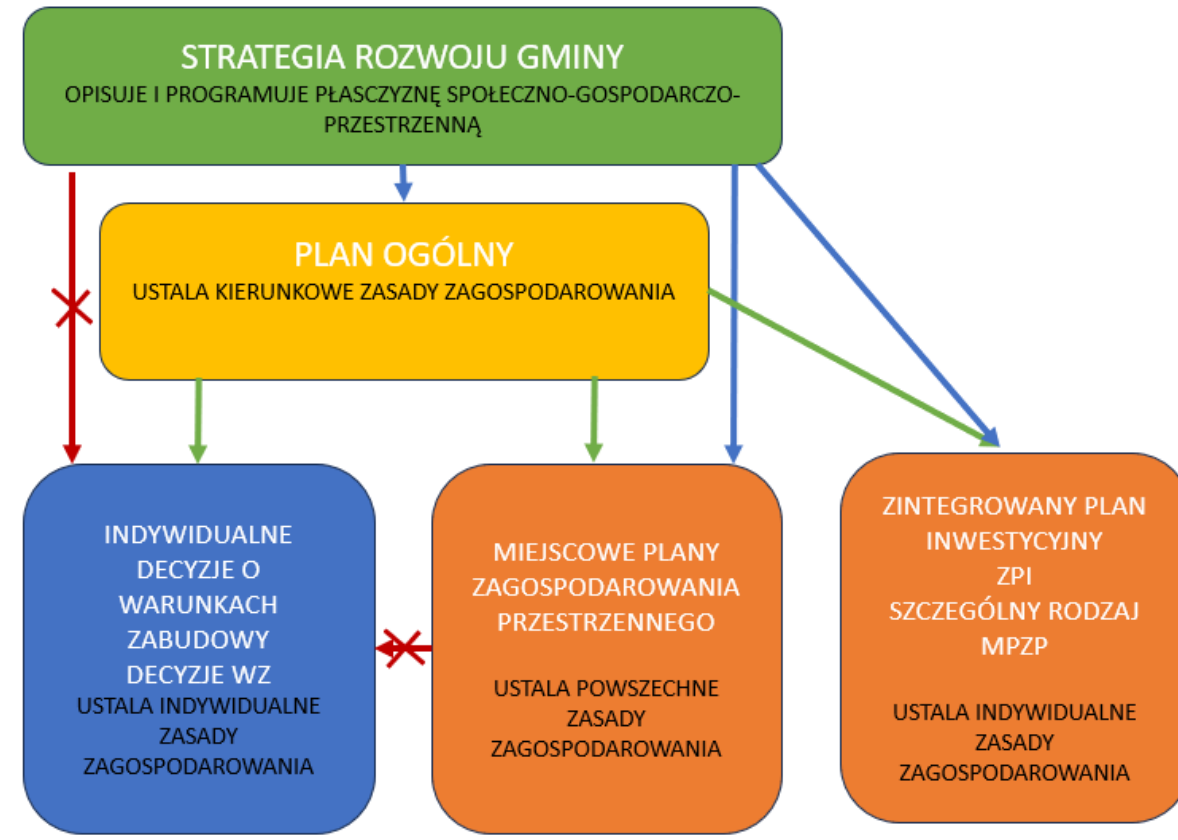 STRATEGIA ROZWOJU GMINY
OPISUJE I PROGRAMUJE PŁASCZYZNĘ SPOŁECZNO-GOSPODARCZO-
PRZESTRZENNĄ
PLAN OGÓLNY
USTALA KIERUNKOWE ZASADY ZAGOSPODAROWANIA
INDYWIDUALNE
DECYZJE O
WARUNKACH
ZABUDOWY
DECYZJE WZ
USTALA INDYWIDUALNE
ZASADY
ZAGOSPODAROWANIA
MIEJSCOWE PLANY
ZAGOSPODAROWANIA
PRZESTRZENNEGO
USTALA POWSZECHNE
ZASADY
ZAGOSPODAROWANIA
ZINTEGROWANY PLAN
INWESTYCYJNY
ZPI
SZCZEGÓLNY RODZAJ
MPZP
USTALA INDYWIDUALNE
ZASADY
ZAGOSPODAROWANIA